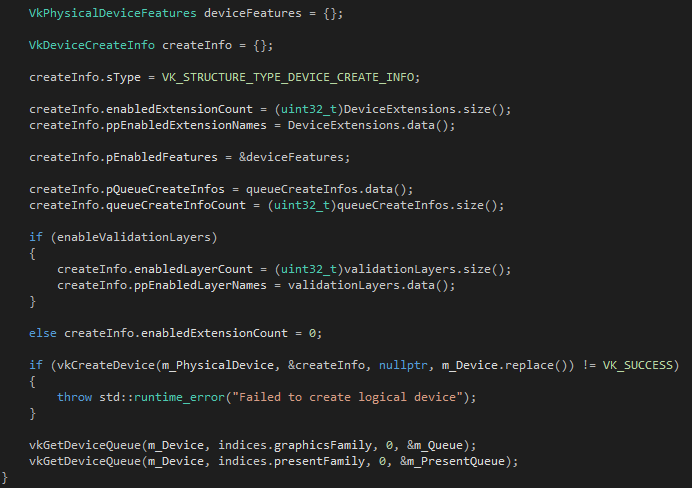 VkPhysicalDeviceFeatures deviceFeatures = {};
VkDeviceCreateInfo createInfo = {};
createInfo.sType = VK_STRUCTURE_TYPE_DEVICE_CREATE_INFO;
createInfo.enabledExtensionCount = (uint32_t)DeviceExtensions.size();
createInfo.ppEnabledExtensionNames = DeviceExtensions.data();
createInfo.pEnabledFeatures = &deviceFeatures;
createInfo.pQueueCreateInfos = queueCreateInfos.data();
createInfo.queueCreateInfoCount = (uint32_t)queueCreateInfos.size();
if (enableValidationLayers)
{
createInfo.enabledLayerCount = (uint32_t)validationLayers.size();
createInfo.ppEnabledLayerNames = validationLayers.data();
}
else createInfo.enabledExtensionCount = 0;
if (vkCreateDevice(m_PhysicalDevice, &createInfo, nullptr, m_Device.replace()) != VK_SUCCESS)
{
throw std::runtime_error("Failed to create logical device");
}
vkGetDeviceQueue(m_Device, indices.graphicsFamily, 0, &m_Queue);
vkGetDeviceQueue(m_Device, indices.presentFamily, 0, &m_PresentQueue);
}